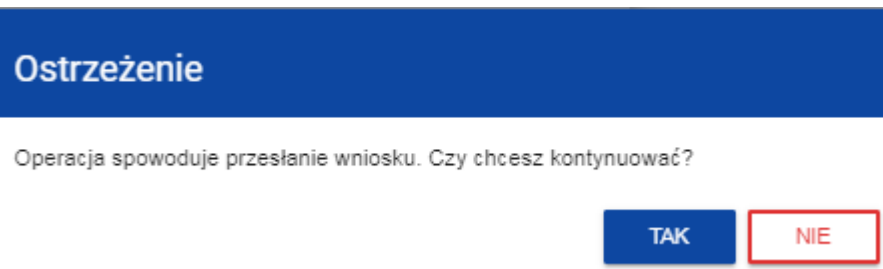 Ostrzeżenie
Operacja spowoduje przesłanie wniosku. Czy chcesz kontynuować?
TAK NIE